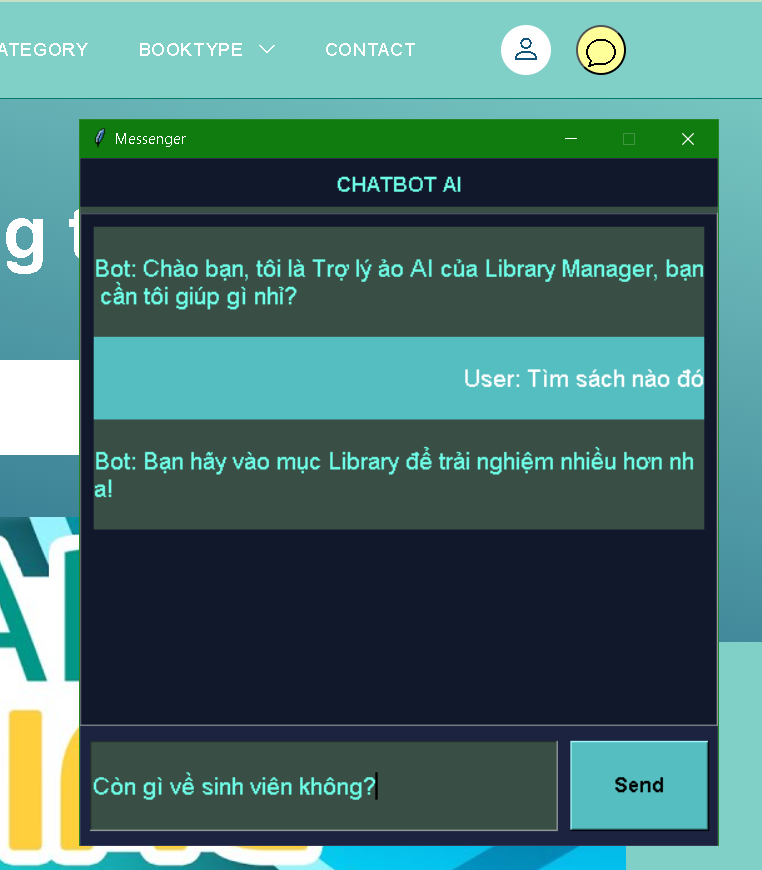 ATEGORY BOOKTYPE CONTACT
Messenger
CHATBOT AI
g t
Bot: Chào bạn, tôi là Trợ lý ảo AI của Library Manager, bạn
cần tôi giúp gì nhỉ?
User: Tìm sách nào đó
Bot: Bạn hãy vào mục Library để trải nghiệm nhiều hơn nh
a!
Còn gì về sinh viên không?
Send